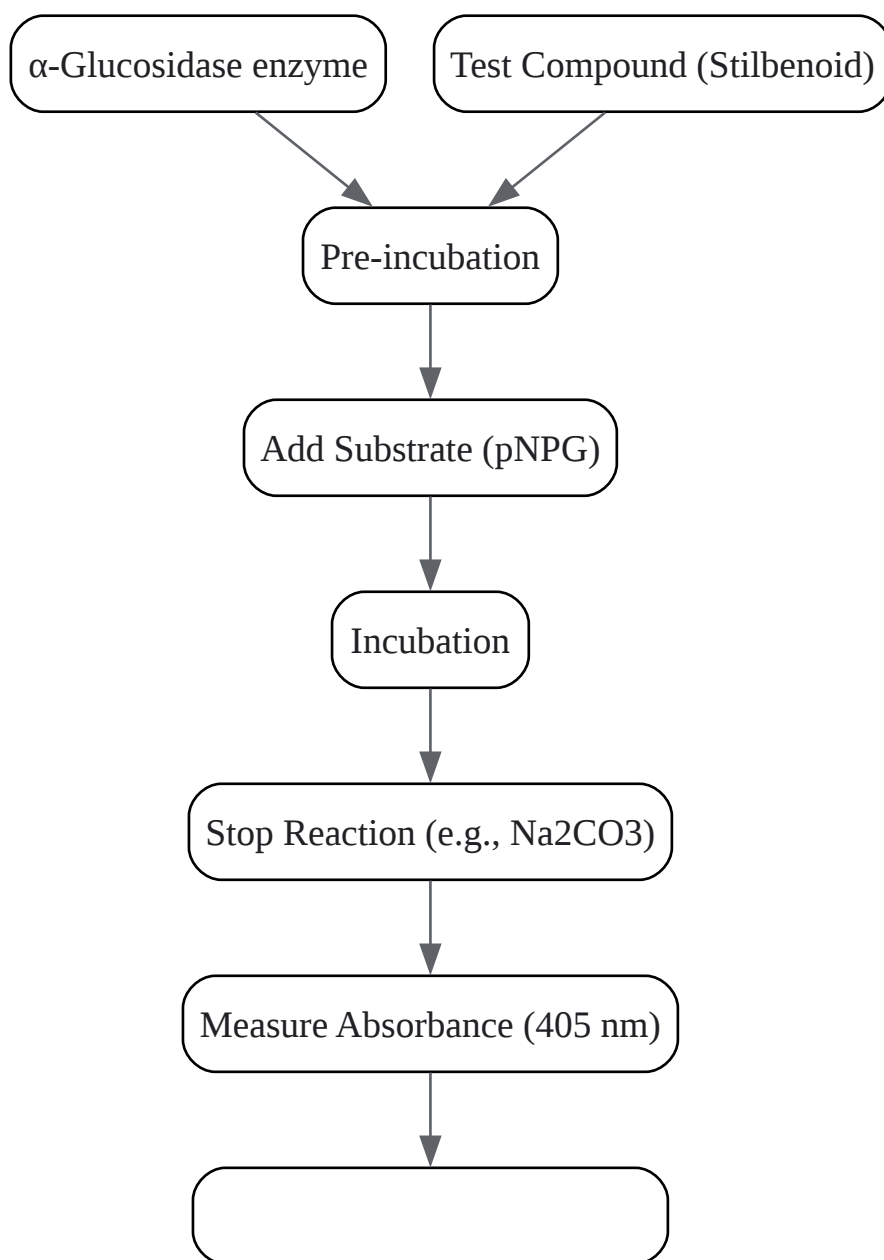 α-Glucosidase enzyme
Test Compound (Stilbenoid)
Pre-incubation
Add Substrate (pNPG)
Incubation
Stop Reaction (e.g., Na2CO3)
Measure Absorbance (405 nm)